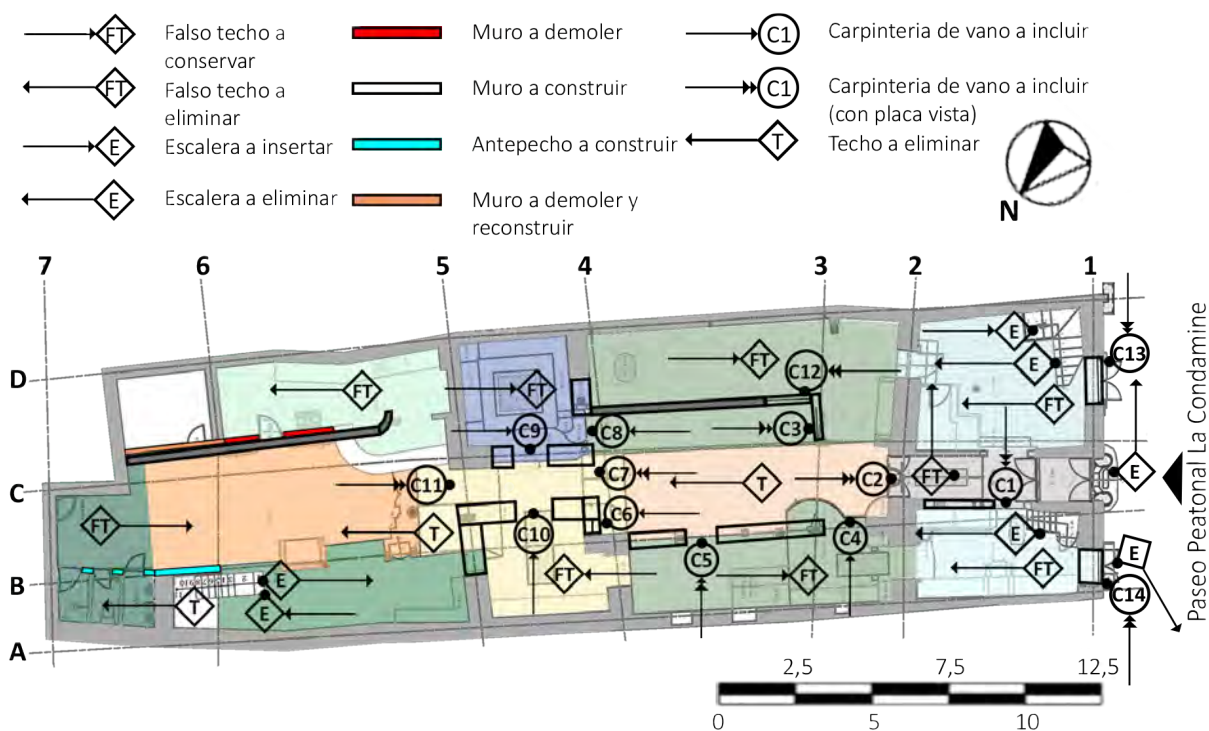 FT
Falso techo a
conservar
FT
Falso techo a
eliminar
E
Escalera a insertar
E
Escalera a eliminar
Muro a demoler
Muro a construir
Antepecho a construir
Muro a demoler y
reconstruir
C1
Carpinteria de vano a incluir
C1
Carpinteria de vano a incluir
(con placa vista)
T
Techo a eliminar
N
7
6
5
4
3
2
1
D
C
B
A
E
E
FT
C13
FT
C12
FT
FT
C9
C8
C3
C7
C11
C2
FT
C1
E
T
C6
C10
T
FT
C5
C4
E
E
C14
FT
FT
FT
E
T
E
Paseo Peatonal La Condamine
2,5
7,5
12,5
0
5
10